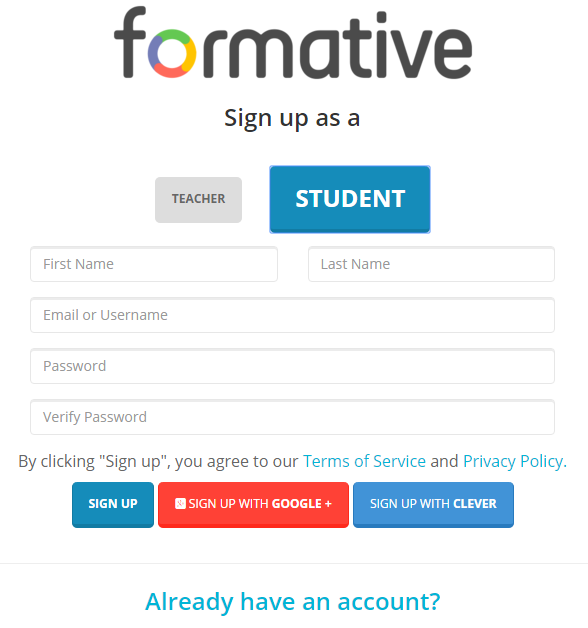 formative
Sign up as a
TEACHER STUDENT
First Name Last Name
Email or Username
Password
Verify Password
By clicking "Sign up", you agree to our Terms of Service and Privacy Policy.
SIGN UP SIGN UP WITH GOOGLE + SIGN UP WITH CLEVER
Already have an account?